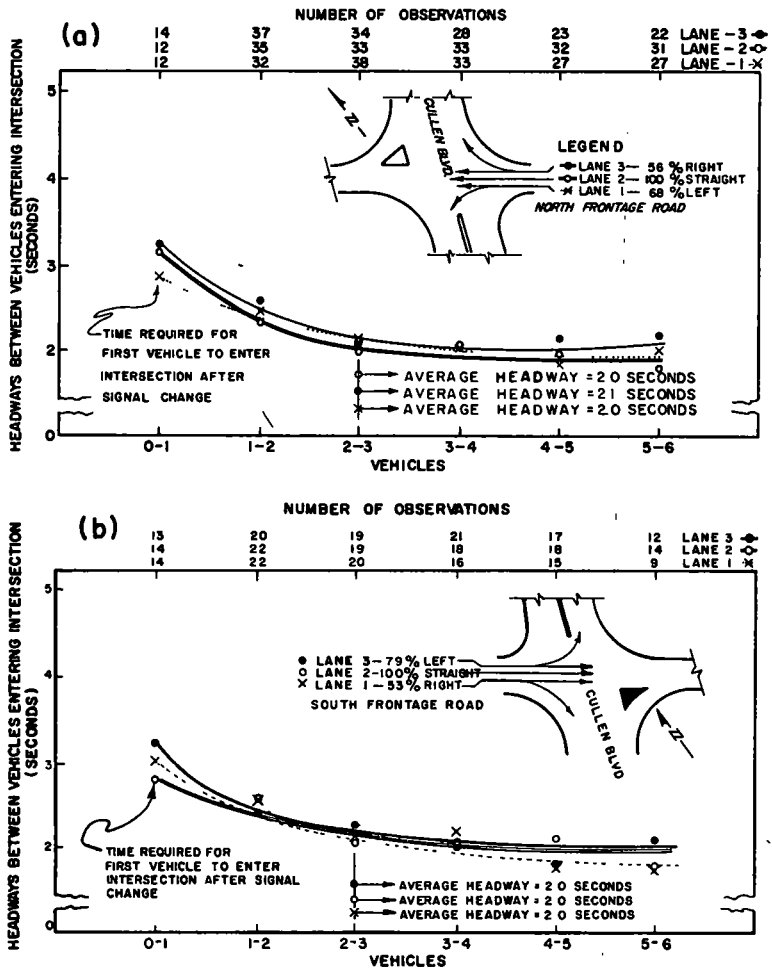 NUMBER OF OBSERVATIONS
(a)
14 37 34 28 23 22 LANE - 3
12 35 33 33 32 31 LANE - 2
12 32 38 33 27 27 LANE - 1
HEADWAYS BETWEEN VEHICLES ENTERING INTERSECTION
(SECONDS)
5
4
3
2
0
N
CULLEN BLVD.
LEGEND
LANE 3 - 56 % RIGHT
LANE 2 - 100 % STRAIGHT
LANE 1 - 68 % LEFT
NORTH FRONTAGE ROAD
TIME REQUIRED FOR
FIRST VEHICLE TO ENTER
INTERSECTION AFTER
SIGNAL CHANGE
AVERAGE HEADWAY = 2.0 SECONDS
AVERAGE HEADWAY = 2.1 SECONDS
AVERAGE HEADWAY = 2.0 SECONDS
0-1 1-2 2-3 3-4 4-5 5-6
VEHICLES
NUMBER OF OBSERVATIONS
(b)
13 20 19 21 17 12 LANE 3
14 22 19 18 18 14 LANE 2
14 22 20 16 15 9 LANE 1
HEADWAYS BETWEEN VEHICLES ENTERING INTERSECTION
(SECONDS)
5
4
3
2
0
LANE 3 - 79 % LEFT
LANE 2 - 100 % STRAIGHT
LANE 1 - 53 % RIGHT
SOUTH FRONTAGE ROAD
CULLEN BLVD
N
TIME REQUIRED FOR
FIRST VEHICLE TO ENTER
INTERSECTION AFTER SIGNAL
CHANGE
AVERAGE HEADWAY = 2.0 SECONDS
AVERAGE HEADWAY = 2.0 SECONDS
AVERAGE HEADWAY = 2.0 SECONDS
0-1 1-2 2-3 3-4 4-5 5-6
VEHICLES